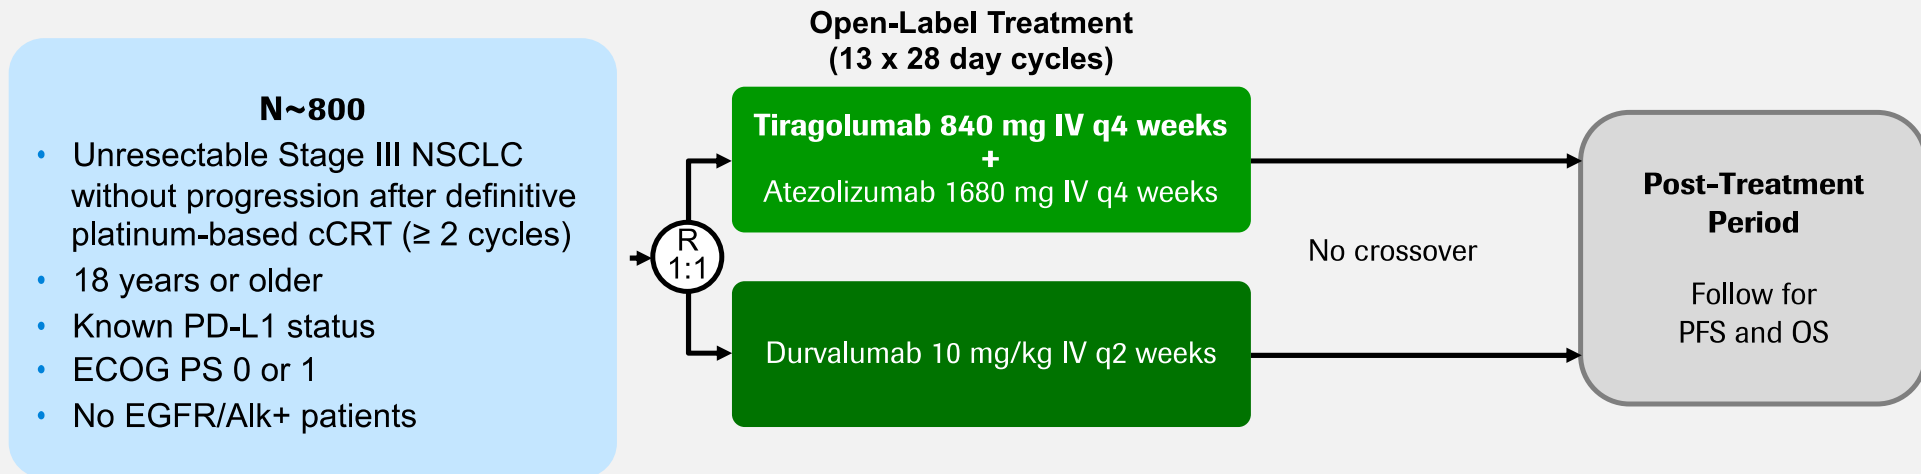 Open-Label Treatment
(13 x 28 day cycles)
N~800
• Unresectable Stage III NSCLC
without progression after definitive
platinum-based cCRT (≥ 2 cycles)
• 18 years or older
• Known PD-L1 status
• ECOG PS 0 or 1
• No EGFR/Alk+ patients
R
1:1
Tiragolumab 840 mg IV q4 weeks
+
Atezolizumab 1680 mg IV q4 weeks
Durvalumab 10 mg/kg IV q2 weeks
No crossover
Post-Treatment
Period
Follow for
PFS and OS